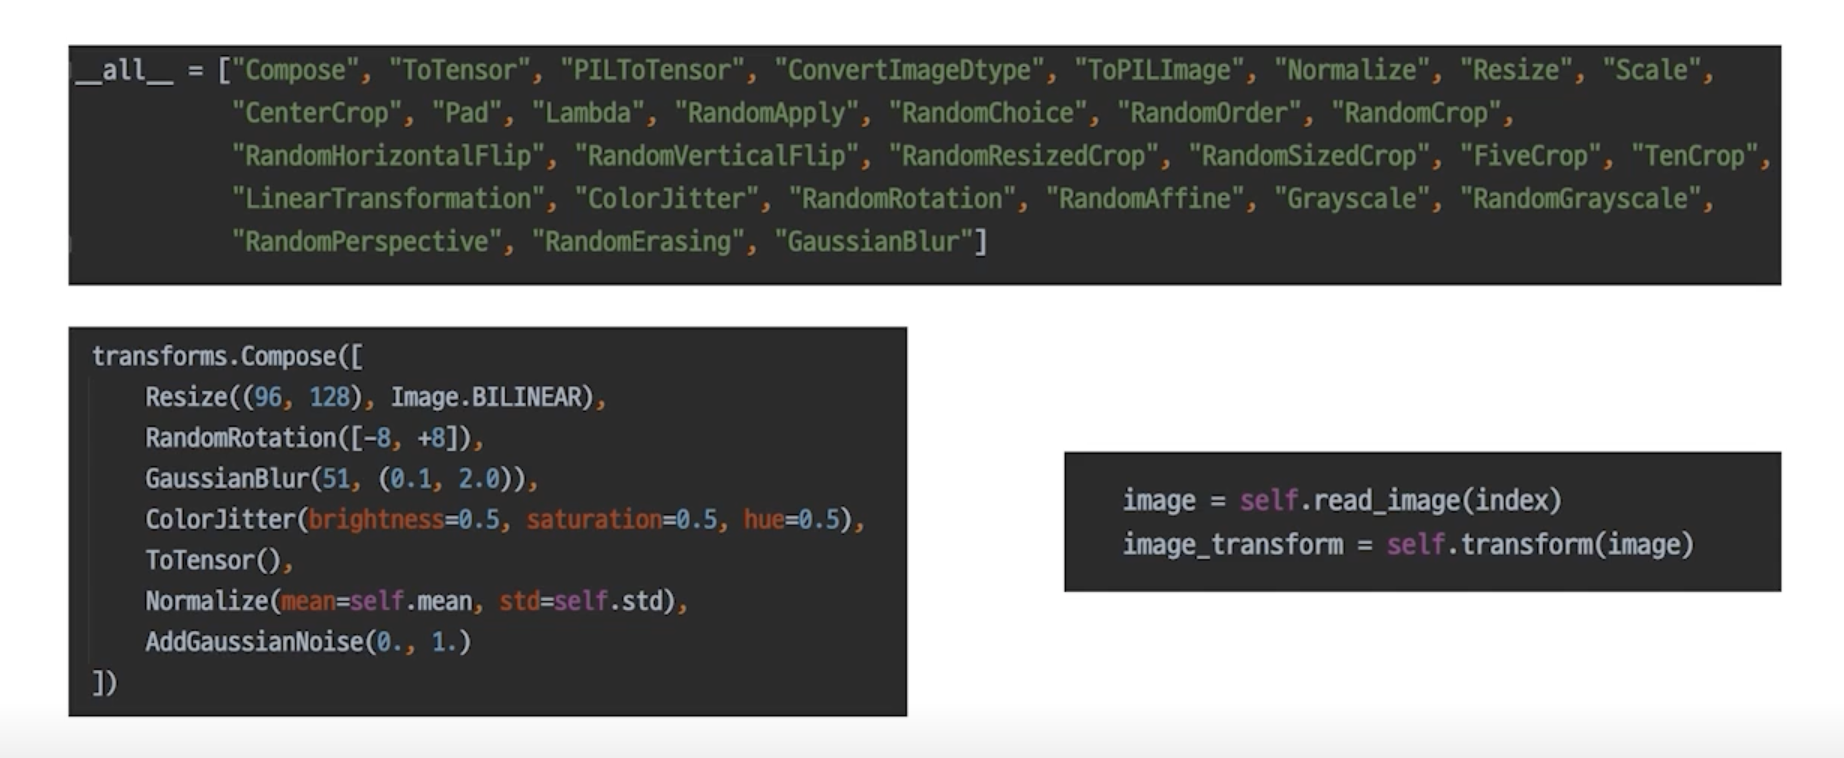 __all__ = ["Compose", "ToTensor", "PILToTensor", "ConvertImageDtype", "ToPILImage", "Normalize", "Resize", "Scale",
"CenterCrop", "Pad", "Lambda", "RandomApply", "RandomChoice", "RandomOrder", "RandomCrop",
"RandomHorizontalFlip", "RandomVerticalFlip", "RandomResizedCrop", "RandomSizedCrop", "FiveCrop", "TenCrop",
"LinearTransformation", "ColorJitter", "RandomRotation", "RandomAffine", "Grayscale", "RandomGrayscale",
"RandomPerspective", "RandomErasing", "GaussianBlur"]
transforms.Compose([
Resize((96, 128), Image.BILINEAR),
RandomRotation([-8, +8]),
GaussianBlur(51, (0.1, 2.0)),
ColorJitter(brightness=0.5, saturation=0.5, hue=0.5),
ToTensor(),
Normalize(mean=self.mean, std=self.std),
AddGaussianNoise(0., 1.)
])
image = self.read_image(index)
image_transform = self.transform(image)